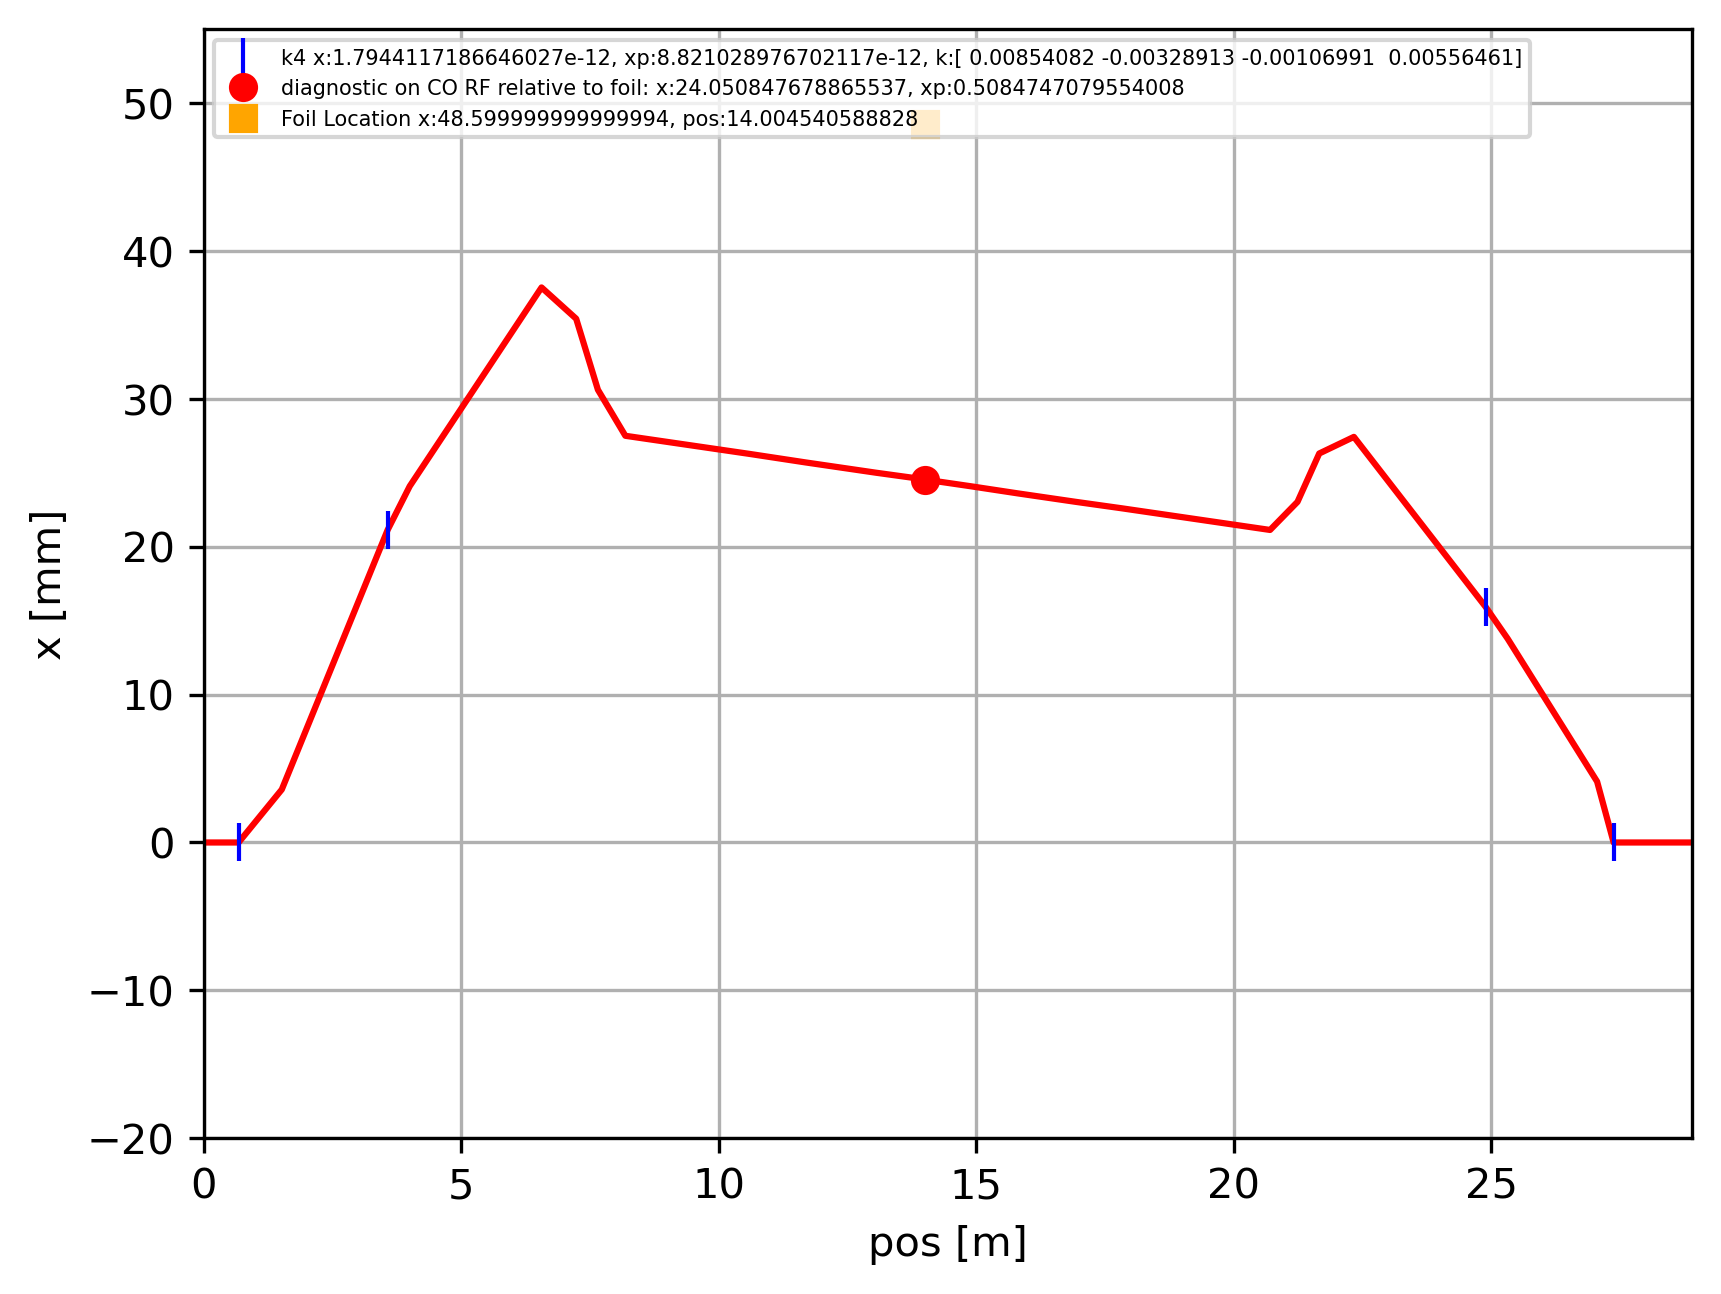 k4 x:1.7944117186646027e-12, xp:8.821028976702117e-12, k:[ 0.00854082 -0.00328913 -0.00106991  0.00556461]
diagnostic on CO RF relative to foil: x:24.050847678865537, xp:0.5084747079554008
Foil Location x:48.599999999999994, pos:14.004540588828
50
40
30
20
10
0
−10
−20
x [mm]
0 5 10 15 20 25
pos [m]